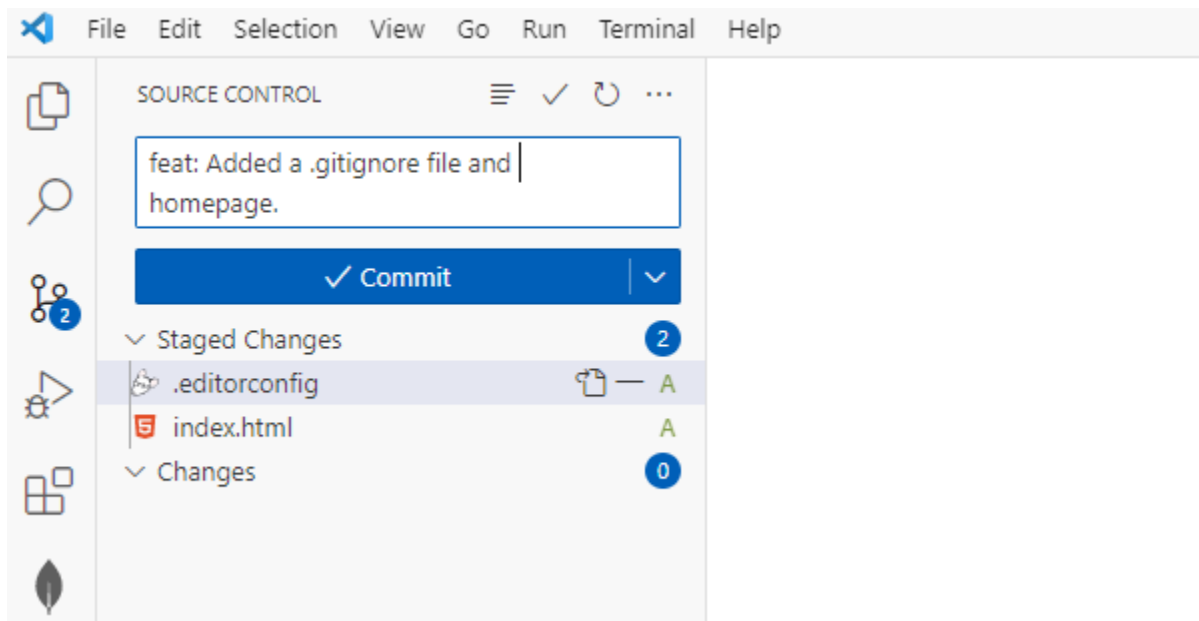 File Edit Selection View Go Run Terminal Help
SOURCE CONTROL
feat: Added a .gitignore file and
homepage.
Commit
2
Staged Changes 2
.editorconfig A
index.html A
Changes 0